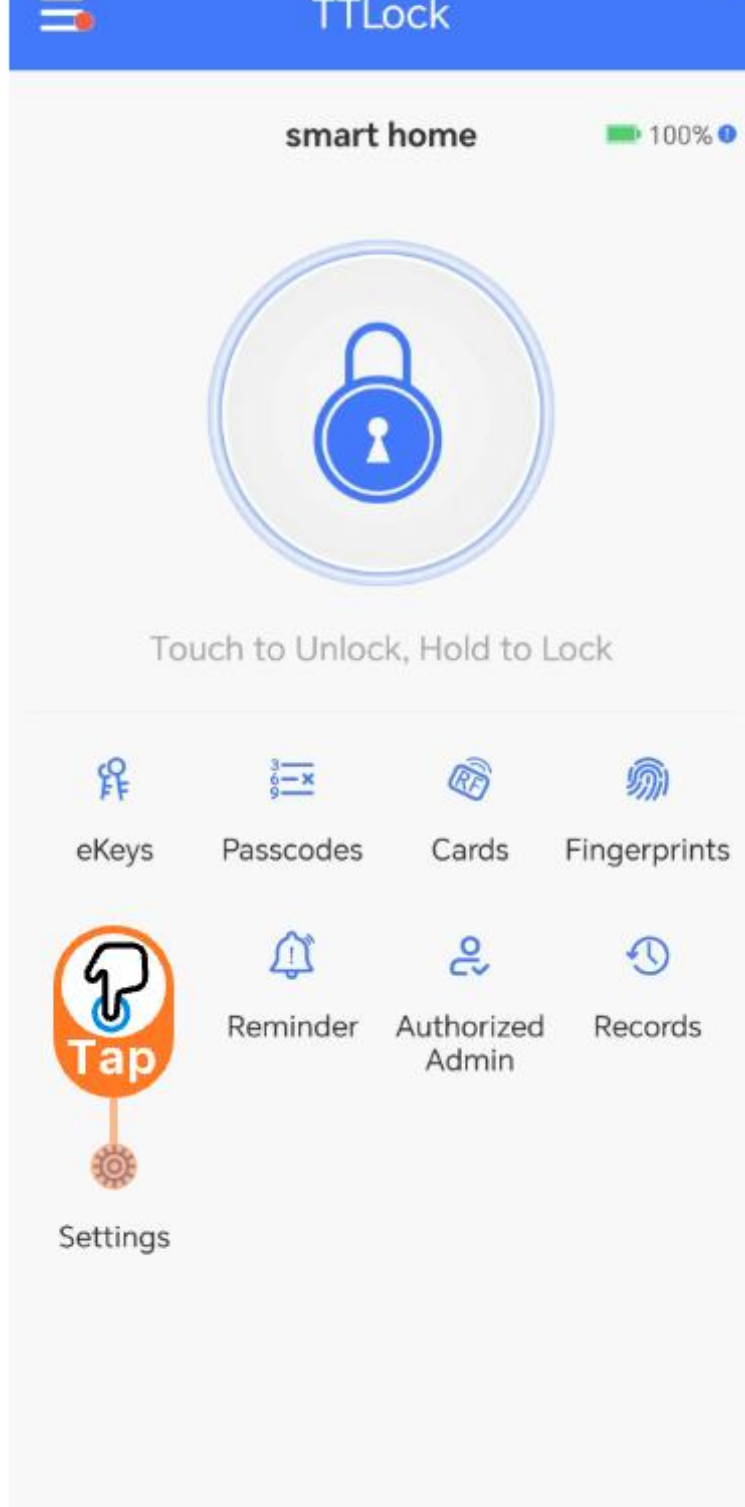 TTLock
smart home
100%
Touch to Unlock, Hold to Lock
eKeys
Passcodes
Cards
Fingerprints
Tap
Reminder
Authorized
Admin
Records
Settings